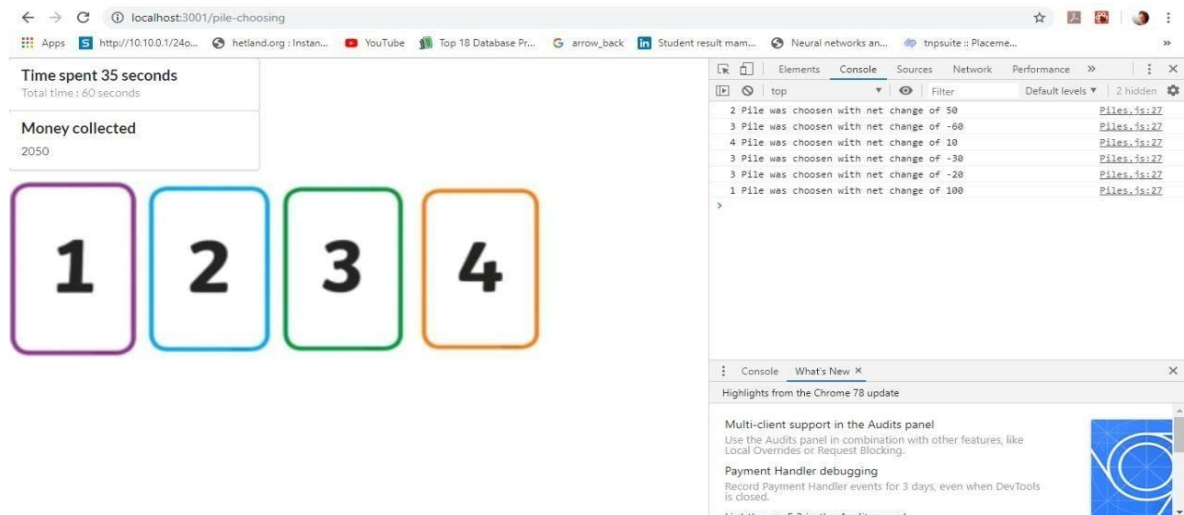 localhost:3001/pile-choosing
Apps S http://10.10.0.1/24o... hetland.org : Instan... YouTube Top 18 Database Pr... G arrow_back in Student result mam... Neural networks an... tnpsuite :: Placeme... »
Time spent 35 seconds
Total time : 60 seconds
Money collected
2050
1 2 3 4
Elements Console Sources Network Performance »
top Filter Default levels ▼ 2 hidden
2 Pile was choosen with net change of 50 Piles.js:27
3 Pile was choosen with net change of -60 Piles.js:27
4 Pile was choosen with net change of 10 Piles.js:27
3 Pile was choosen with net change of -30 Piles.js:27
3 Pile was choosen with net change of -20 Piles.js:27
1 Pile was choosen with net change of 100 Piles.js:27
Console What's New ×
Highlights from the Chrome 78 update
Multi-client support in the Audits panel
Use the Audits panel in combination with other features, like
Local Overrides or Request Blocking.
Payment Handler debugging
Record Payment Handler events for 3 days, even when DevTools
is closed.